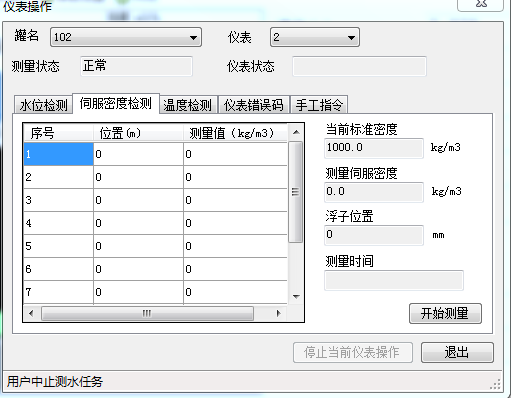 仪表操作
罐名 102 仪表 2
测量状态 正常 仪表状态
水位检测 伺服密度检测 温度检测 仪表错误码 手工指令
序号 位置(m) 测量值(kg/m3)
1 0 0
2 0 0
3 0 0
4 0 0
5 0 0
6 0 0
7 0 0
当前标准密度
1000.0 kg/m3
测量伺服密度
0.0 kg/m3
浮子位置
0 mm
测量时间
开始测量
停止当前仪表操作 退出
用户中止测水任务